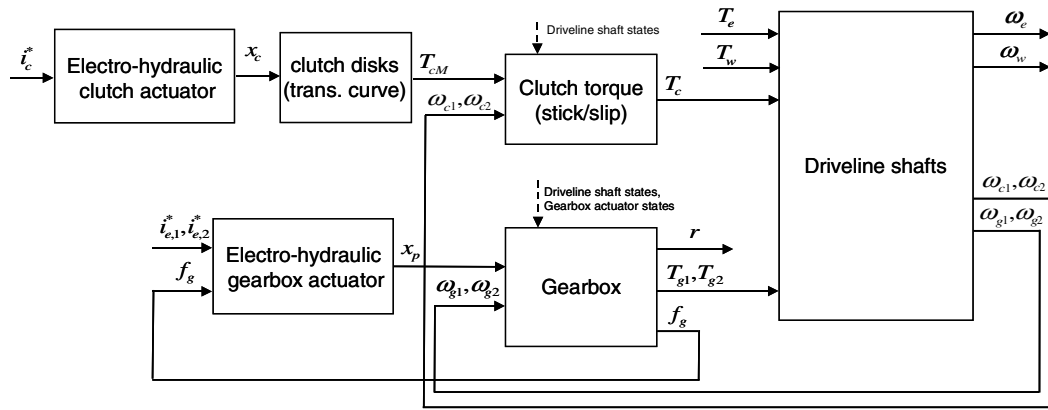 i*c
Electro-hydraulic
clutch actuator
xc
clutch disks
(trans. curve)
TcM
ωc1,ωc2
Driveline shaft states
Clutch torque
(stick/slip)
Tc
Te
Tw
Driveline shafts
ωe
ωw
ωc1,ωc2
ωg1,ωg2
i*e,1,i*e,2
fg
Electro-hydraulic
gearbox actuator
xp
ωg1,ωg2
Driveline shaft states,
Gearbox actuator states
Gearbox
r
Tg1,Tg2
fg